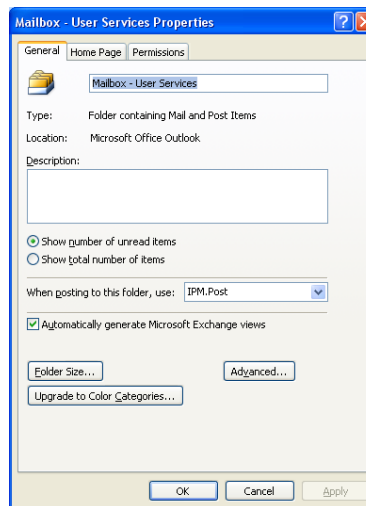 Mailbox - User Services Properties
General Home Page Permissions
Mailbox - User Services
Type: Folder containing Mail and Post Items
Location: Microsoft Office Outlook
Description:
Show number of unread items
Show total number of items
When posting to this folder, use: IPM.Post
Automatically generate Microsoft Exchange views
Folder Size... Advanced...
Upgrade to Color Categories...
OK Cancel Apply